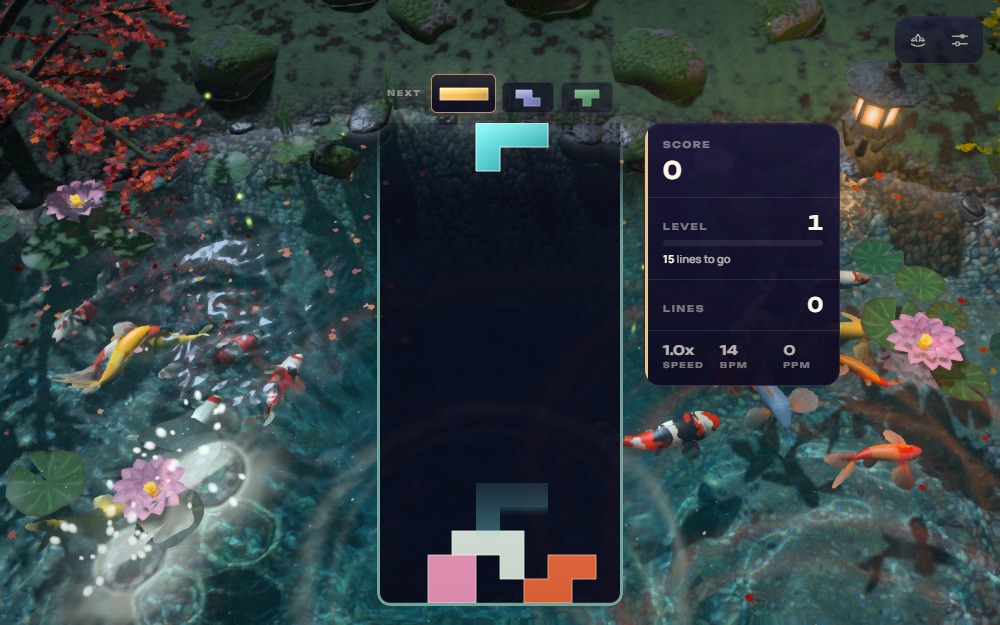 NEXT
SCORE
0
LEVEL 1
15 lines to go
LINES 0
1.0x 14 0
SPEED BPM PPM